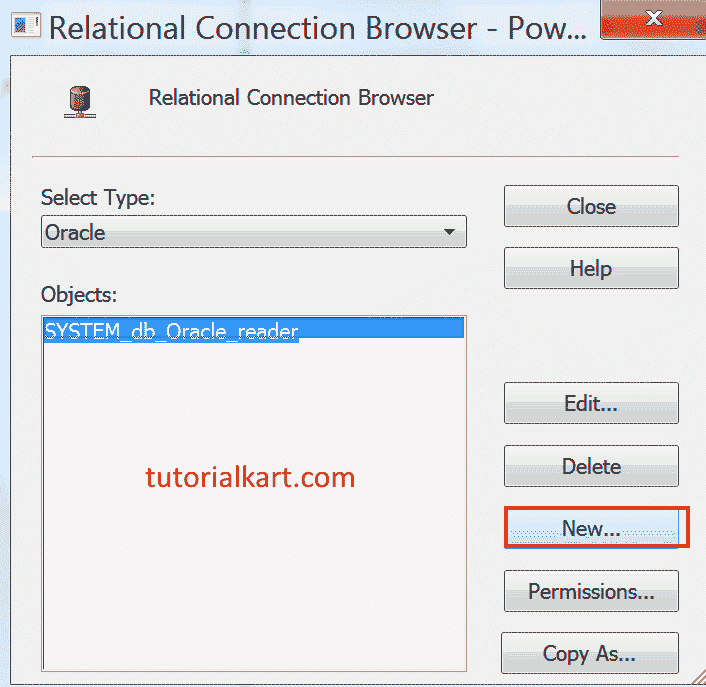 Relational Connection Browser - Pow...
Relational Connection Browser
Select Type:
Oracle
Close
Help
Objects:
SYSTEM_db_Oracle_reader
tutorialkart.com
Edit...
Delete
New...
Permissions...
Copy As...